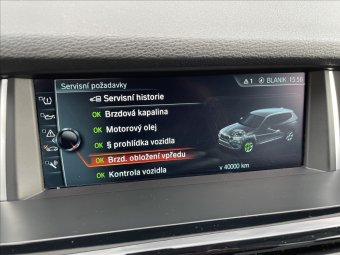 Servisní požadavky
1 BLANIK 15:56
Servisní historie
OK Brzdová kapalina
OK Motorový olej
OK § prohlídka vozidla
OK Brzd. obložení vpředu
OK Kontrola vozidla
v 40000 km